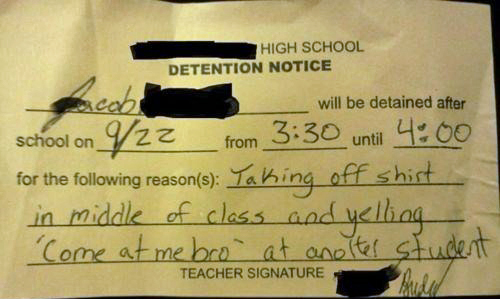 HIGH SCHOOL
DETENTION NOTICE
Jacob will be detained after
school on 9/22 from 3:30 until 4:00
for the following reason(s): Taking off shirt
in middle of class and yelling
"Come at me bro" at another student
TEACHER SIGNATURE